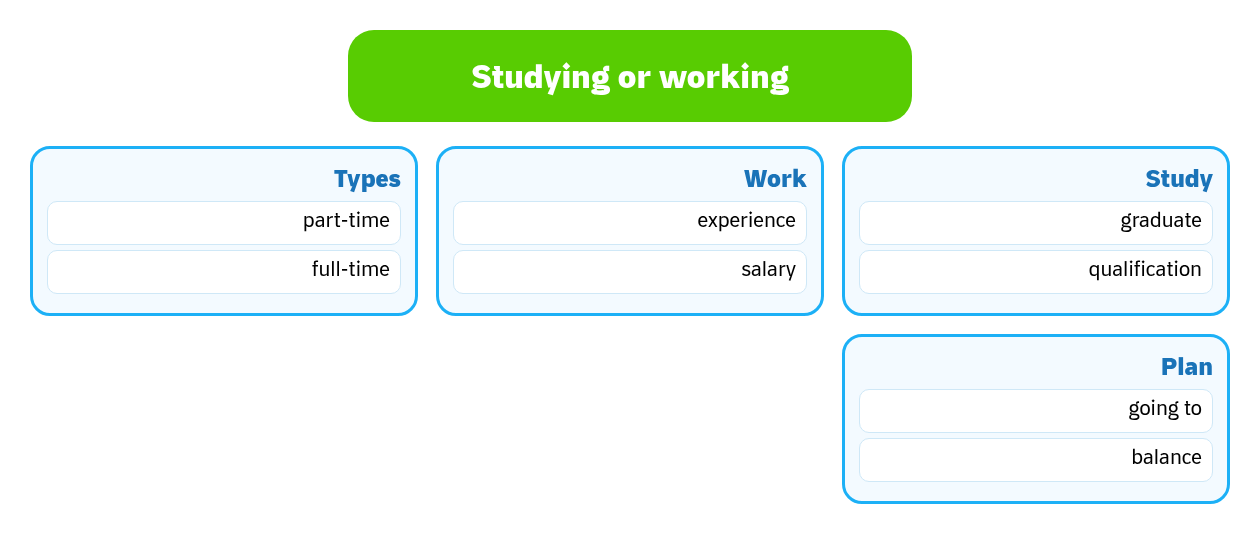 Studying or working
Study
graduate
qualification
Work
experience
salary
Types
part-time
full-time
Plan
going to
balance